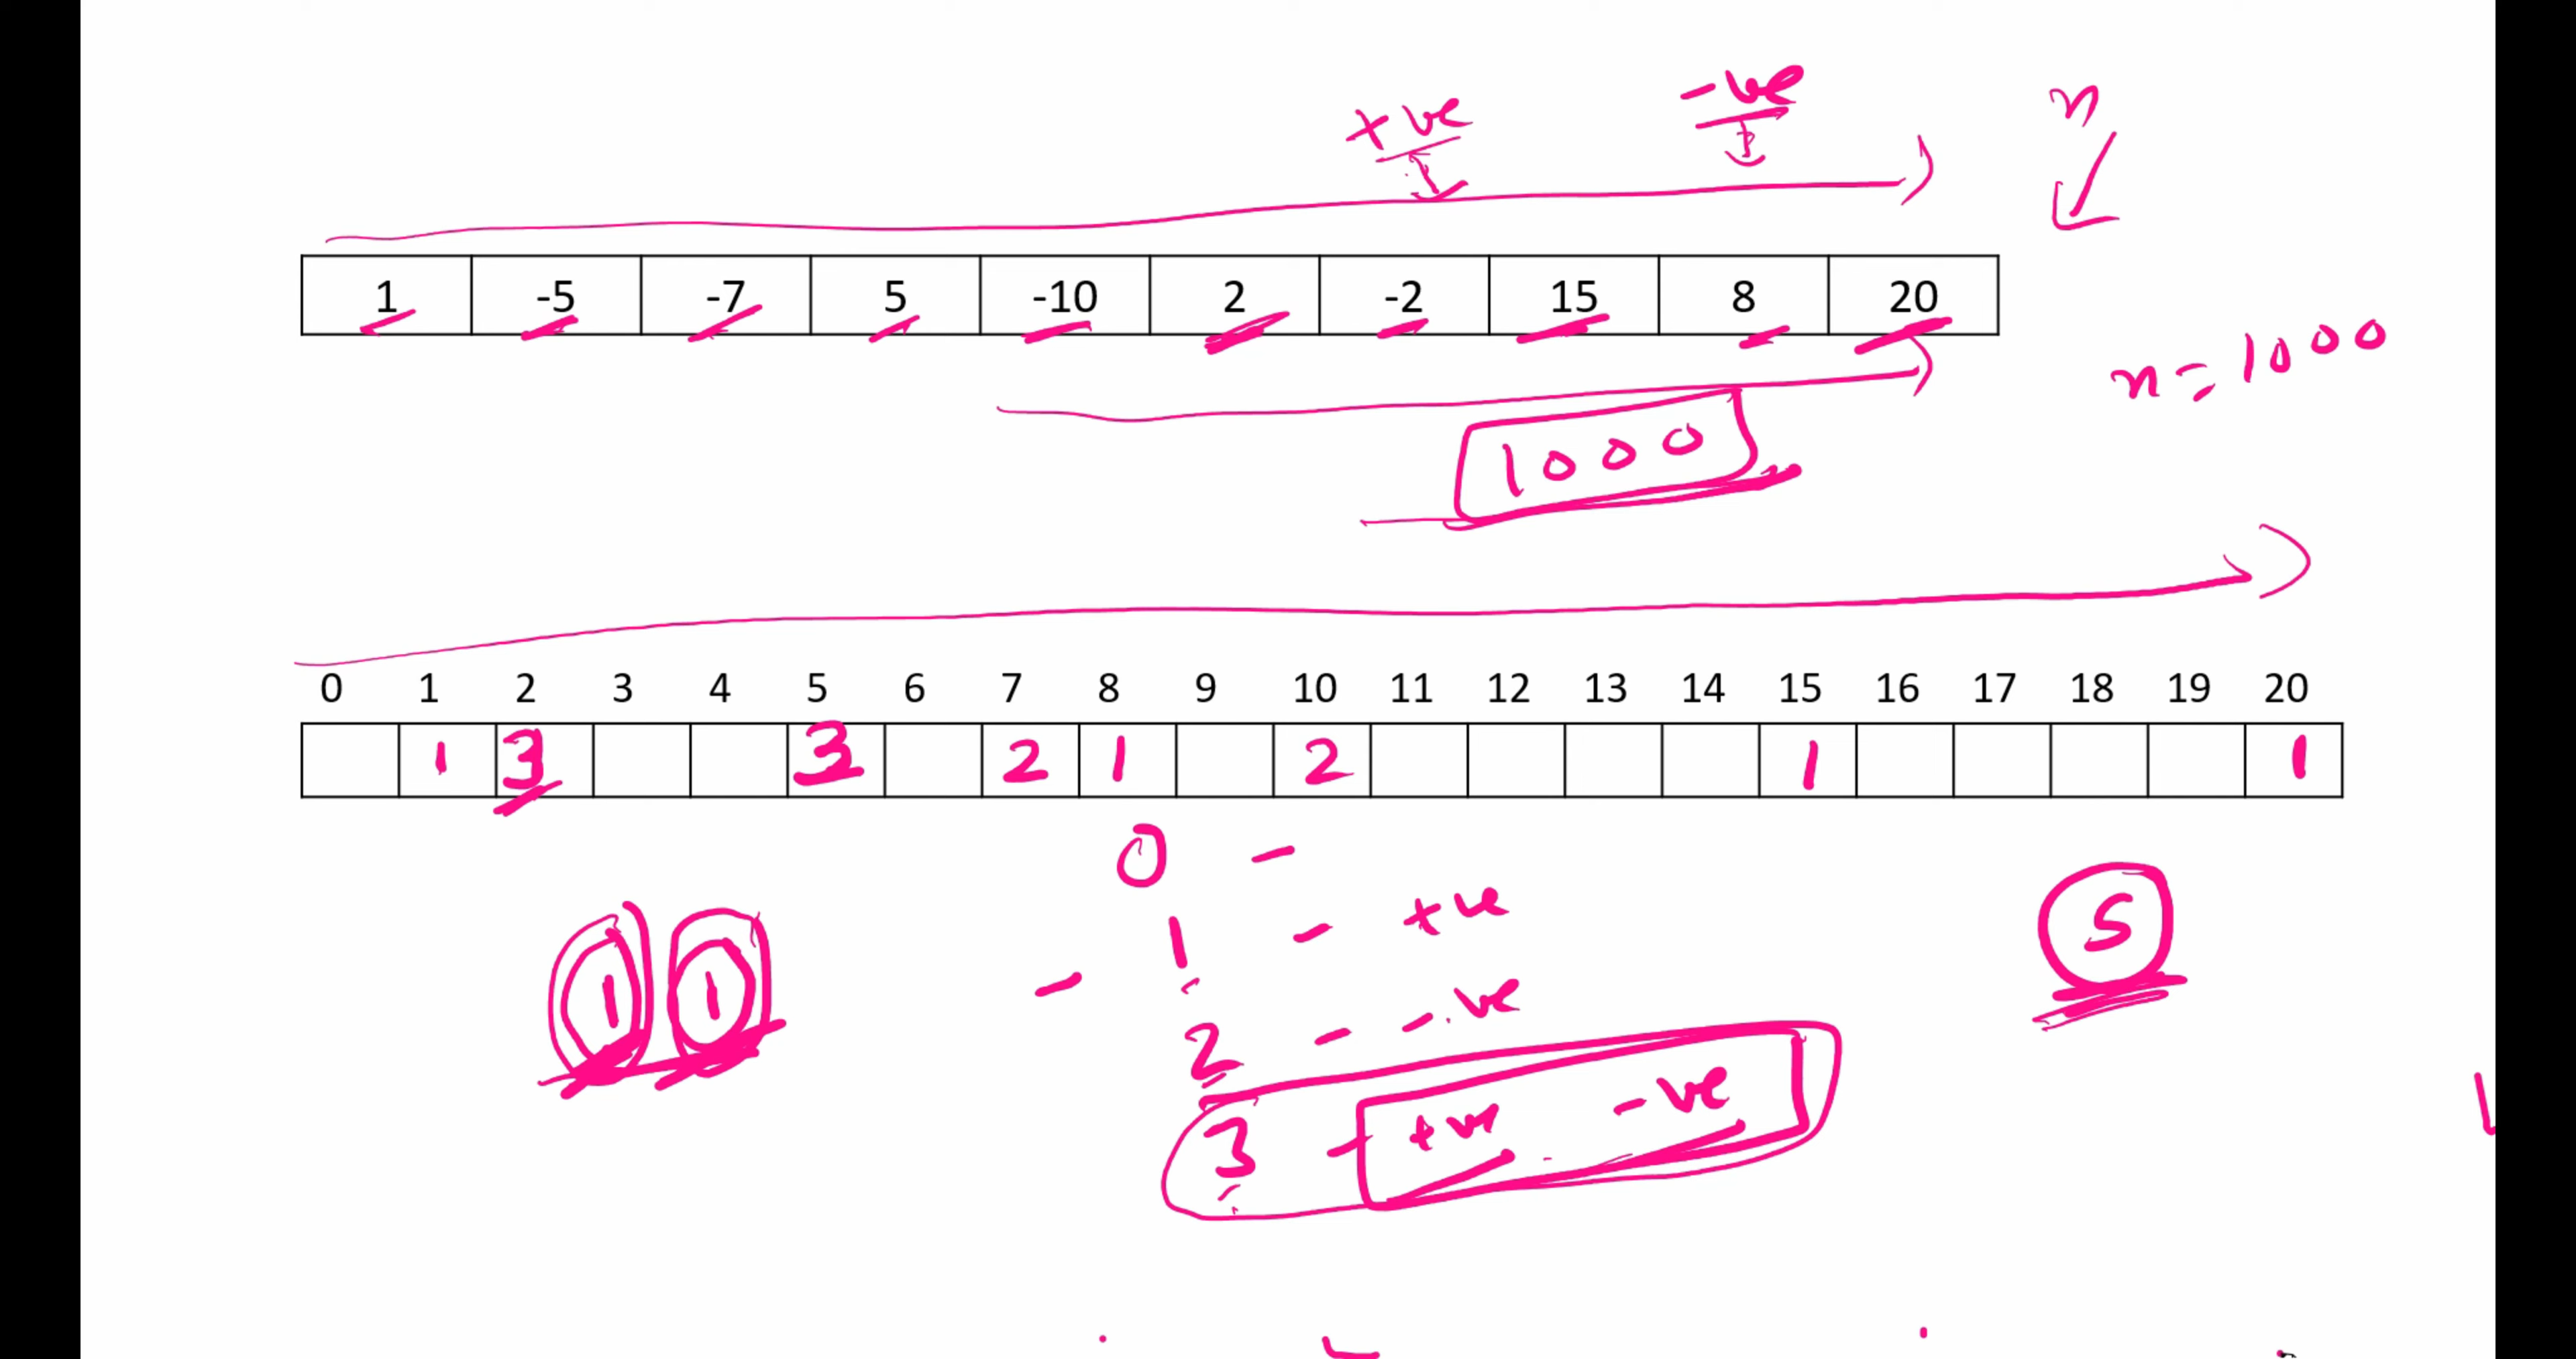 +ve -ve n
1 -5 -7 5 -10 2 -2 15 8 20
n = 1000
1000
0 1 2 3 4 5 6 7 8 9 10 11 12 13 14 15 16 17 18 19 20
1 3 3 2 1 2 1 1
0 -
1 - +ve
1 1 - S
2 - -ve
3 - +ve -ve